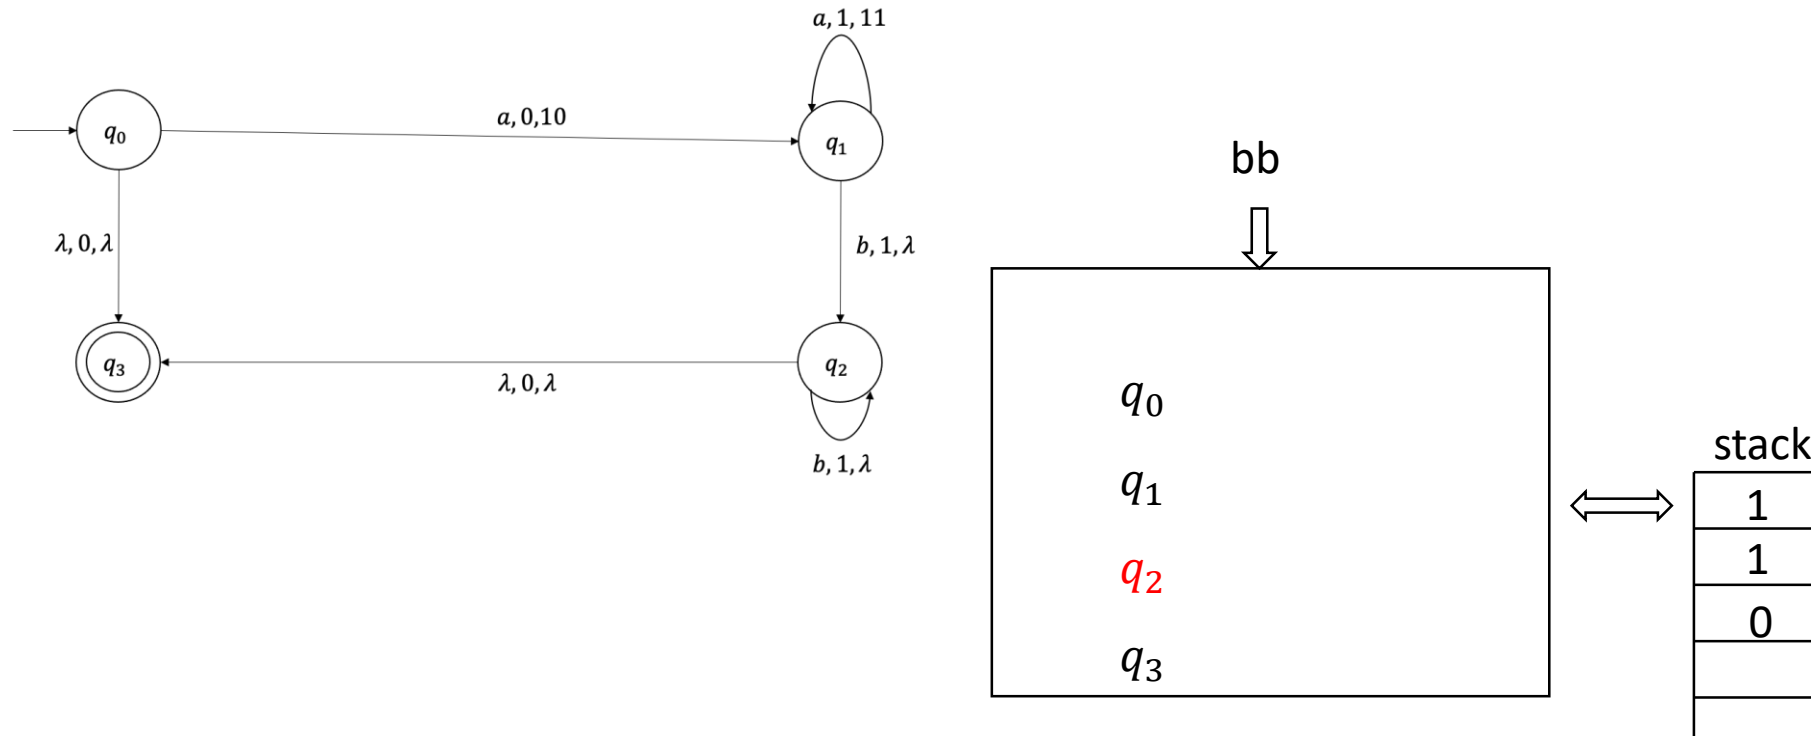 a, 1, 11
q₀
a, 0,10
q₁
λ, 0, λ
b, 1, λ
q₃
λ, 0, λ
q₂
b, 1, λ
bb
q₀
q₁
q₂
q₃
stack
1
1
0